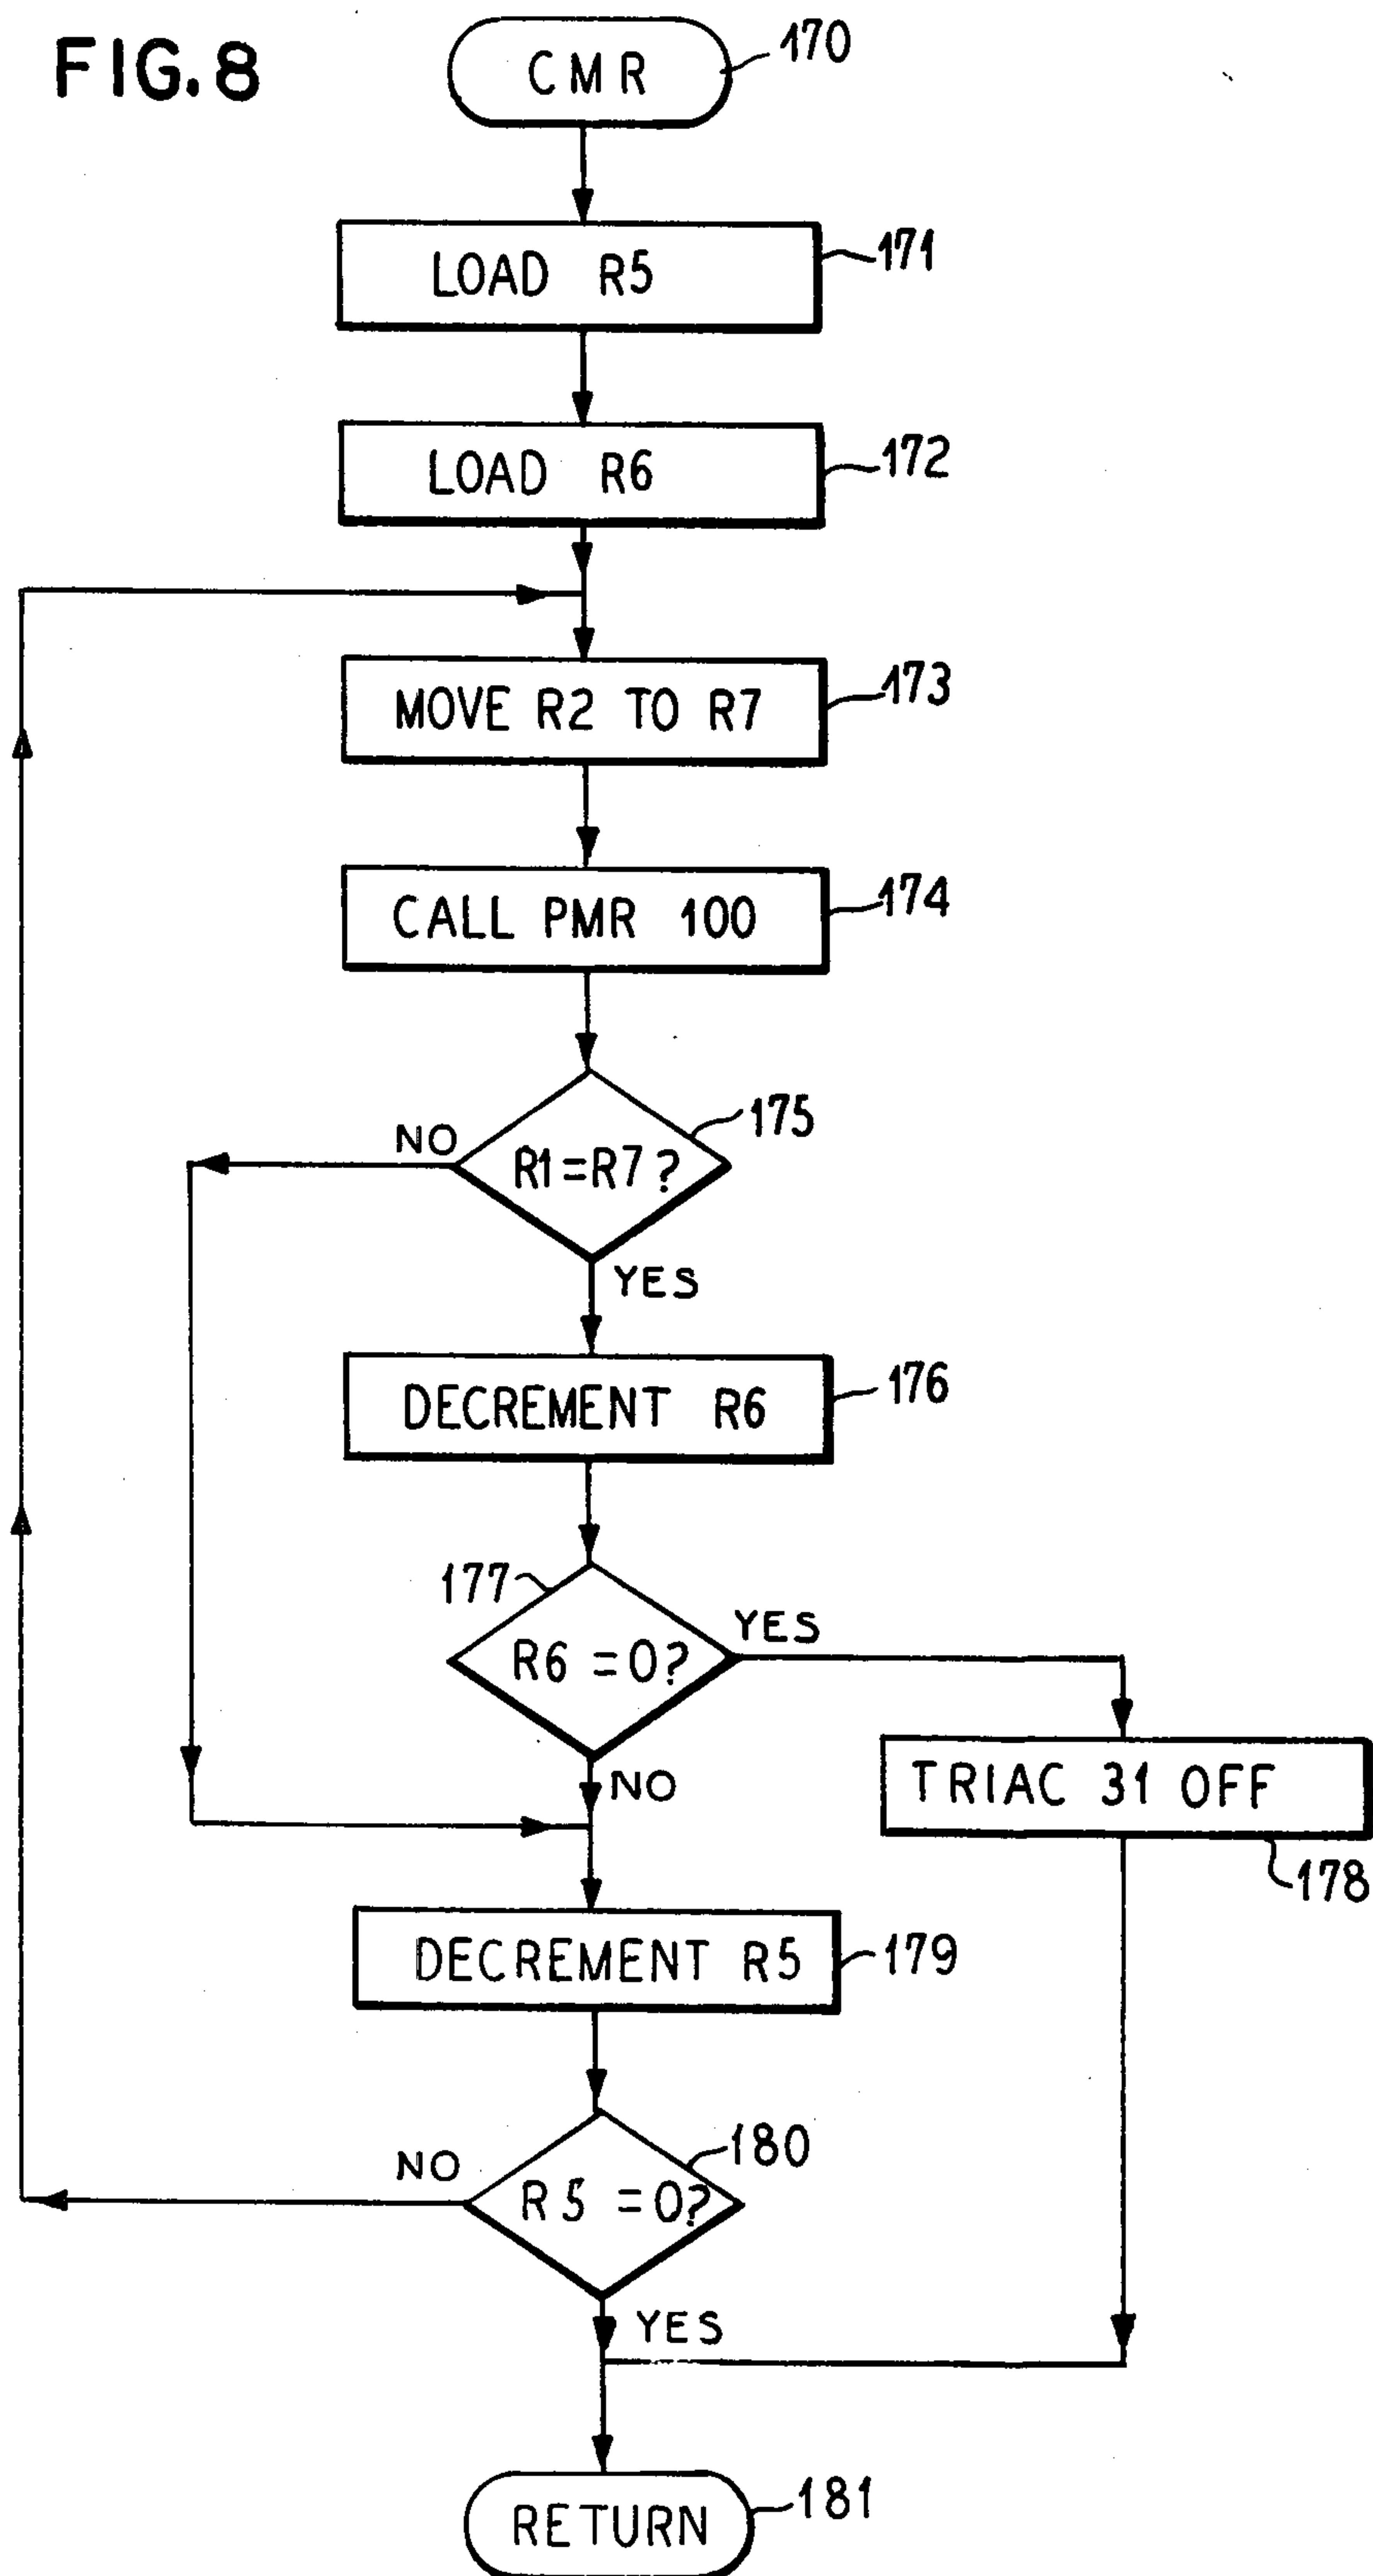 FIG. 8
CMR
170
LOAD R5
171
LOAD R6
172
MOVE R2 TO R7
173
CALL PMR 100
174
R1=R7?
175
NO
YES
DECREMENT R6
176
177
R6 =0?
YES
NO
TRIAC 31 OFF
178
DECREMENT R5
179
R5 =0?
180
NO
YES
RETURN
181